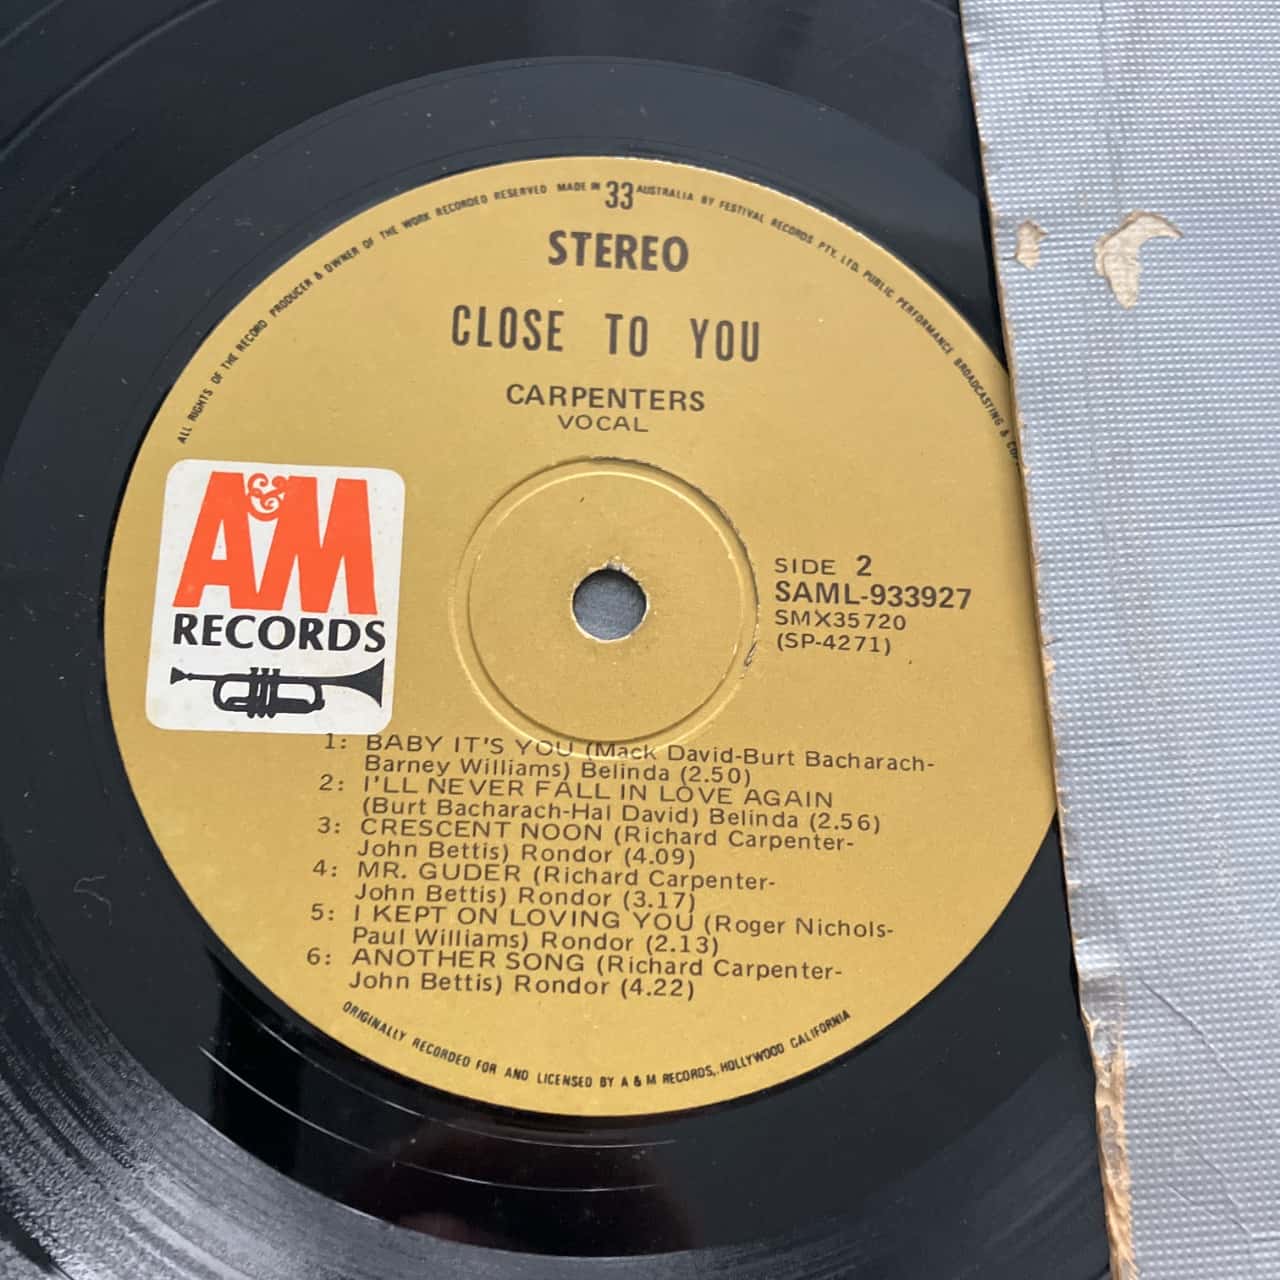 ALL RIGHTS OF THE RECORD PRODUCER & OWNER OF THE WORK RECORDED RESERVED MADE IN 33 AUSTRALIA BY FESTIVAL RECORDS PTY. LTD. PUBLIC PERFORMANCE BROADCASTING &
STEREO
CLOSE TO YOU
CARPENTERS
VOCAL
A&M
RECORDS
SIDE 2
SAML-933927
SMX35720
(SP-4271)
1: BABY IT'S YOU (Mack David-Burt Bacharach-
Barney Williams) Belinda (2.50)
2: I'LL NEVER FALL IN LOVE AGAIN
(Burt Bacharach-Hal David) Belinda (2.56)
3: CRESCENT NOON (Richard Carpenter-
John Bettis) Rondor (4.09)
4: MR. GUDER (Richard Carpenter-
John Bettis) Rondor (3.17)
5: I KEPT ON LOVING YOU (Roger Nichols-
Paul Williams) Rondor (2.13)
6: ANOTHER SONG (Richard Carpenter-
John Bettis) Rondor (4.22)
ORIGINALLY RECORDED FOR AND LICENSED BY A & M RECORDS,. HOLLYWOOD CALIFORNIA